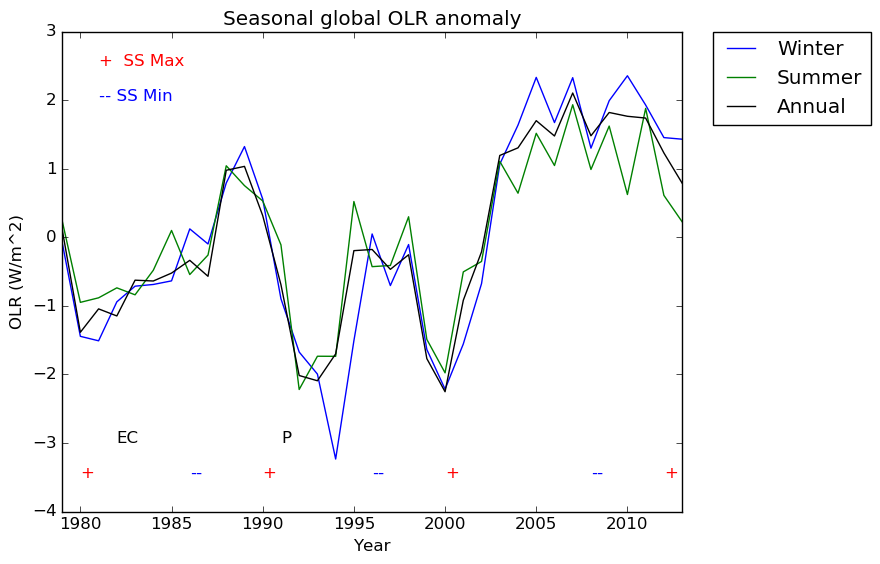 Seasonal global OLR anomaly
3
2
1
0
−1
−2
−3
−4
OLR (W/m^2)
+ SS Max
-- SS Min
EC
P
+ -- + -- + -- +
1980 1985 1990 1995 2000 2005 2010
Year
Winter
Summer
Annual